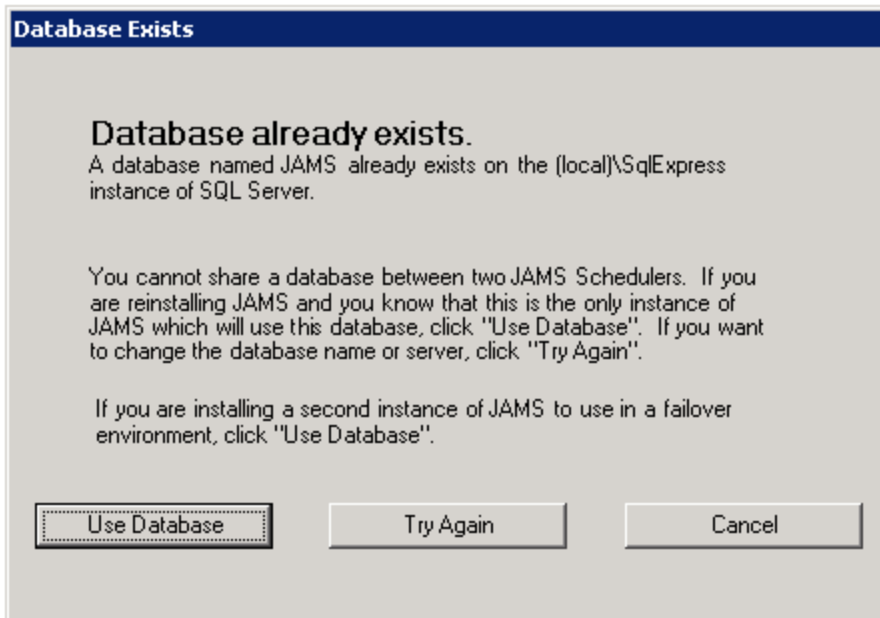 Database Exists
Database already exists.
A database named JAMS already exists on the (local)\SqlExpress
instance of SQL Server.
You cannot share a database between two JAMS Schedulers. If you
are reinstalling JAMS and you know that this is the only instance of
JAMS which will use this database, click "Use Database". If you want
to change the database name or server, click "Try Again".
If you are installing a second instance of JAMS to use in a failover
environment, click "Use Database".
Use Database
Try Again
Cancel